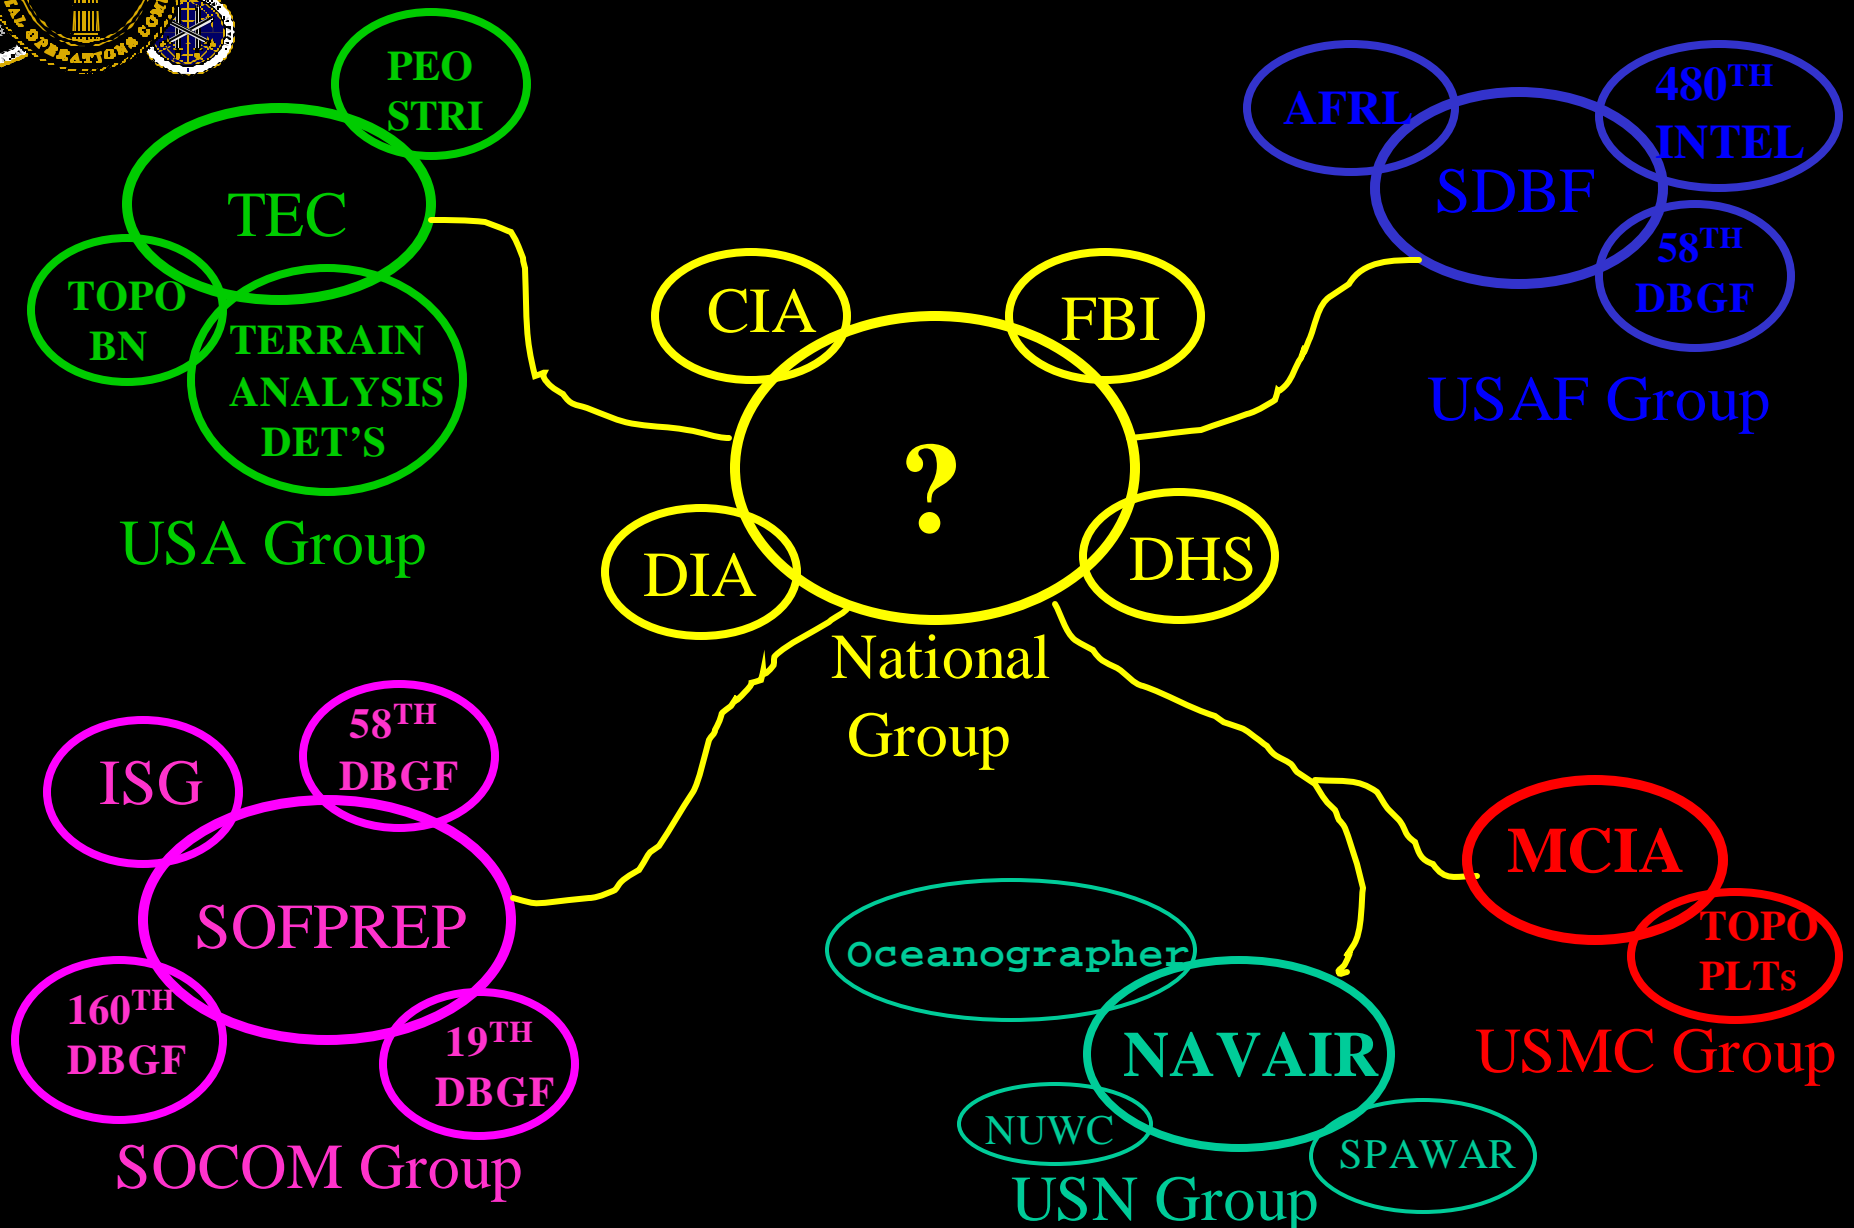 OPERATIONS
PEO
STRI
TEC
TOPO
BN
TERRAIN
ANALYSIS
DET’S
USA Group
AFRL
480TH
INTEL
SDBF
58TH
DBGF
USAF Group
CIA
FBI
?
DIA
DHS
National
Group
ISG
58TH
DBGF
SOFPREP
160TH
DBGF
19TH
DBGF
SOCOM Group
Oceanographer
NAVAIR
NUWC
SPAWAR
USN Group
MCIA
TOPO
PLTs
USMC Group